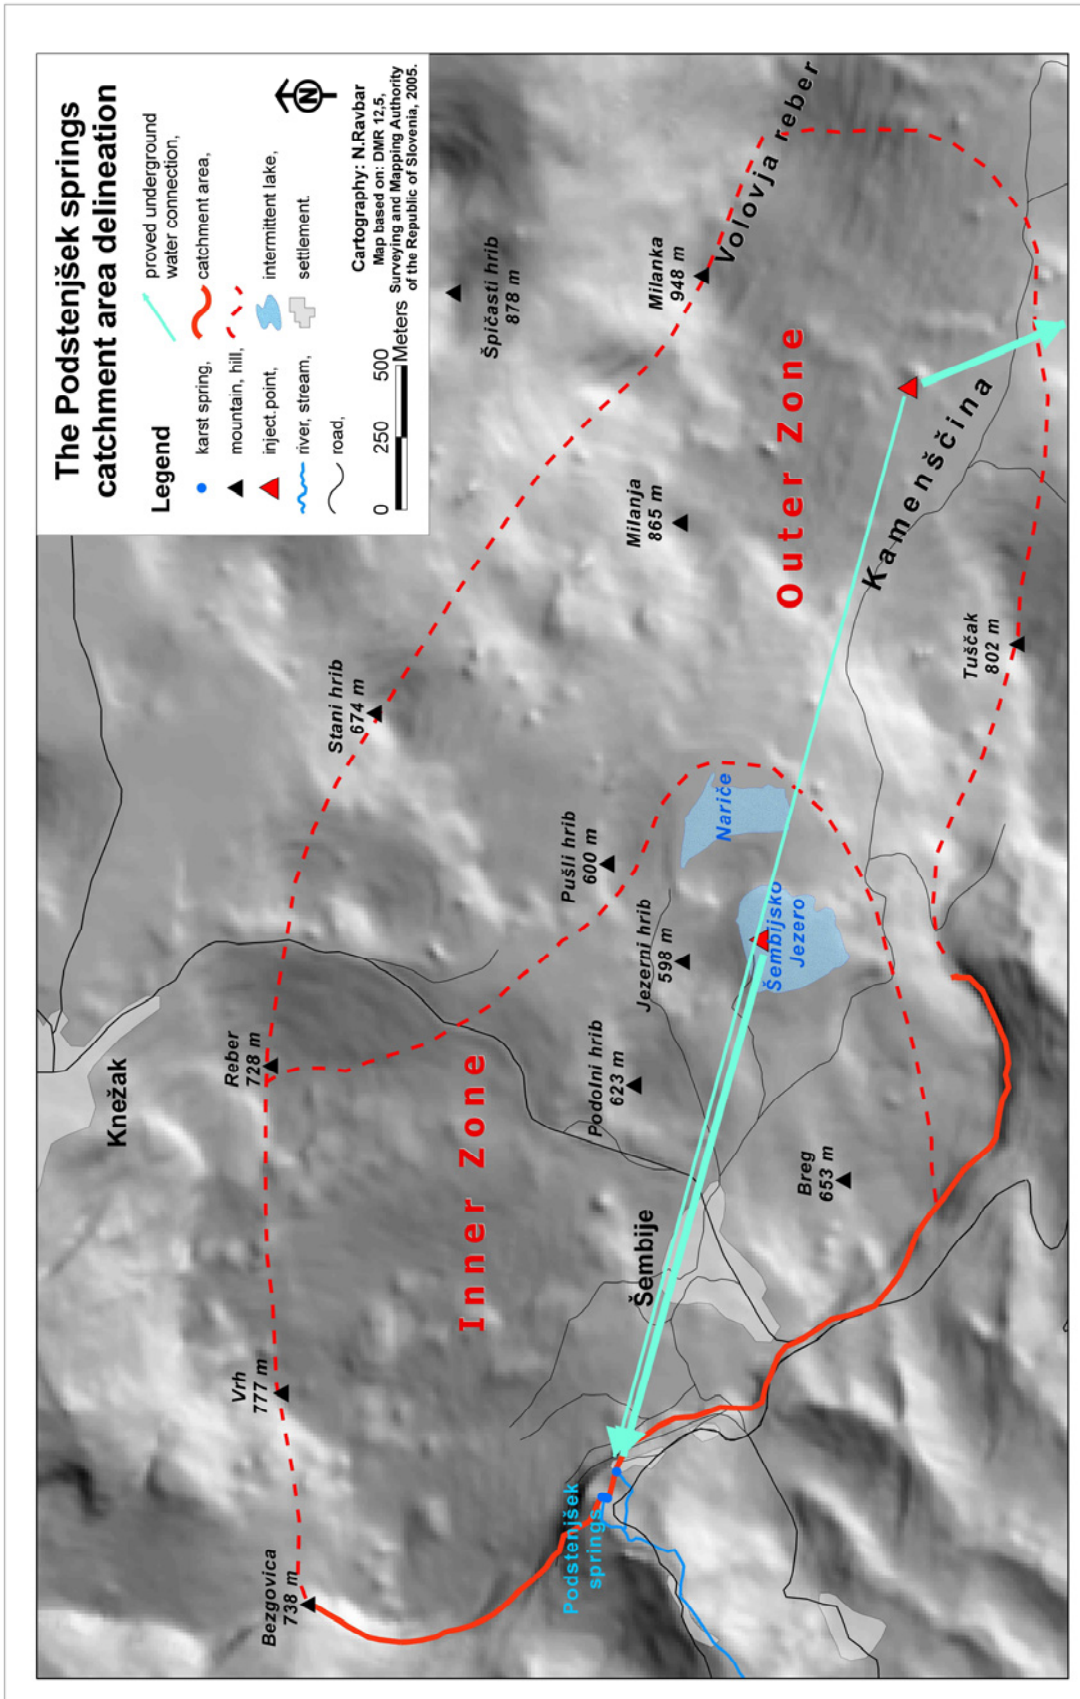 The Podstenjšek springs
catchment area delineation
Legend
karst spring,
mountain, hill,
inject.point,
river, stream,
road,
proved underground
water connection,
catchment area,
intermittent lake,
settlement.
N
0 250 500
Meters
Cartography: N.Ravbar
Map based on: DMR 12,5,
Surveying and Mapping Authority
of the Republic of Slovenia, 2005.
Knežak
Bezgovica
738 m
Vrh
777 m
Reber
728 m
Stani hrib
674 m
Špičasti hrib
878 m
Inner Zone
Podstenjšek
springs
Šembije
Podolni hrib
623 m
Jezerni hrib
598 m
Pušli hrib
600 m
Milanja
865 m
Milanka
948 m
Volovja reber
Nariče
Šembijsko
Jezero
Outer Zone
Breg
653 m
Kamenščina
Tuščak
802 m